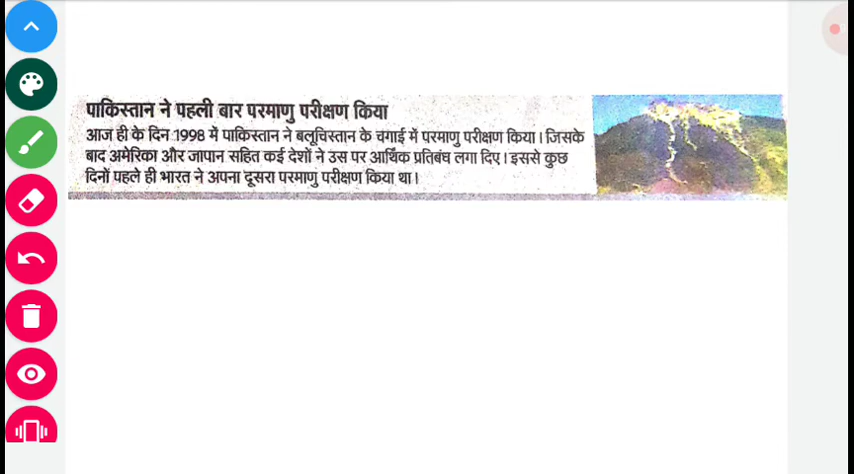 पाकिस्तान ने पहली बार परमाणु परीक्षण किया
आज ही के दिन 1998 में पाकिस्तान ने बलूचिस्तान के चगाई में परमाणु परीक्षण किया। जिसके
बाद अमेरिका और जापान सहित कई देशों ने उस पर आर्थिक प्रतिबंध लगा दिए। इससे कुछ
दिनों पहले ही भारत ने अपना दूसरा परमाणु परीक्षण किया था।